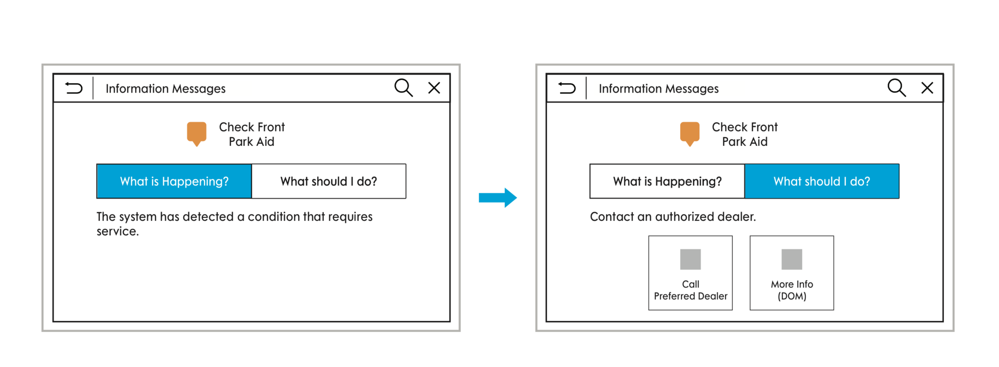 Information Messages
Check Front
Park Aid
What is Happening?
What should I do?
The system has detected a condition that requires
service.
Information Messages
Check Front
Park Aid
What is Happening?
What should I do?
Contact an authorized dealer.
Call
Preferred Dealer
More Info
(DOM)